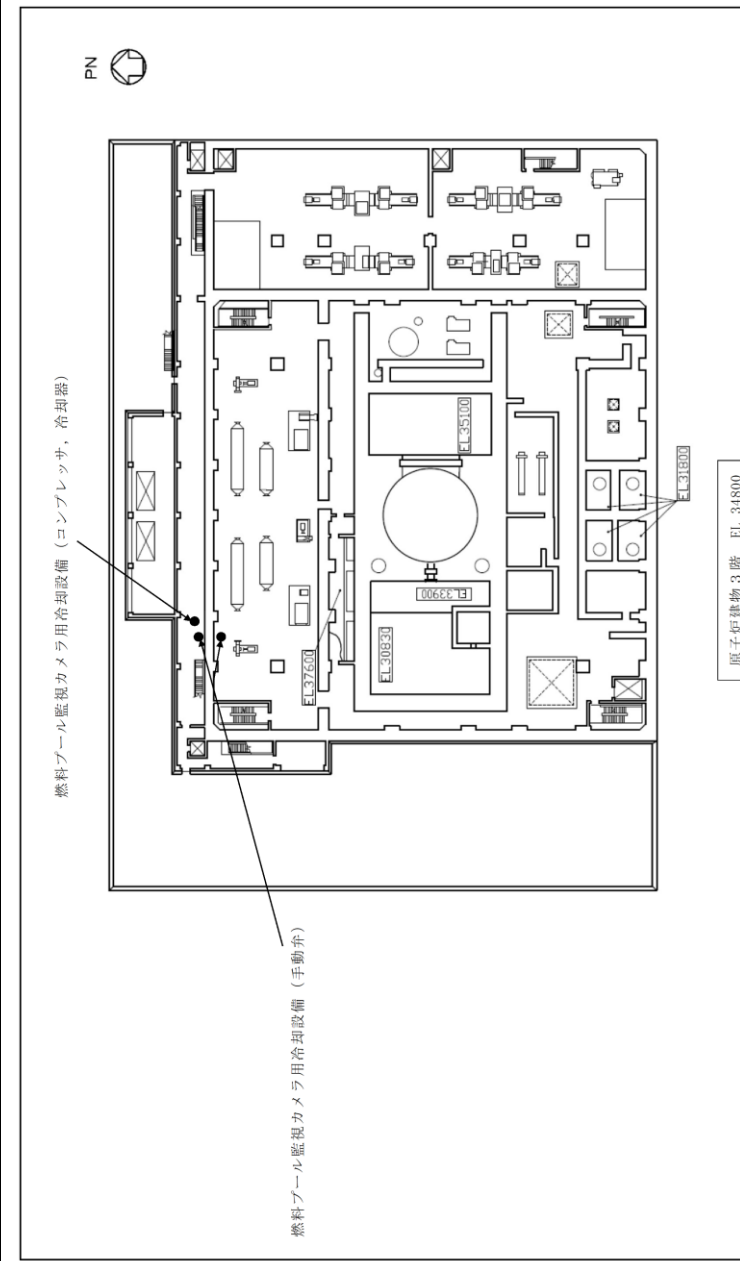 PN
燃料プール監視カメラ用冷却設備（コンプレッサ，冷却器）
燃料プール監視カメラ用冷却設備（手動弁）
EL35100
EL33900
EL30830
EL37600
EL31800
原子炉建物3階 EL 34800